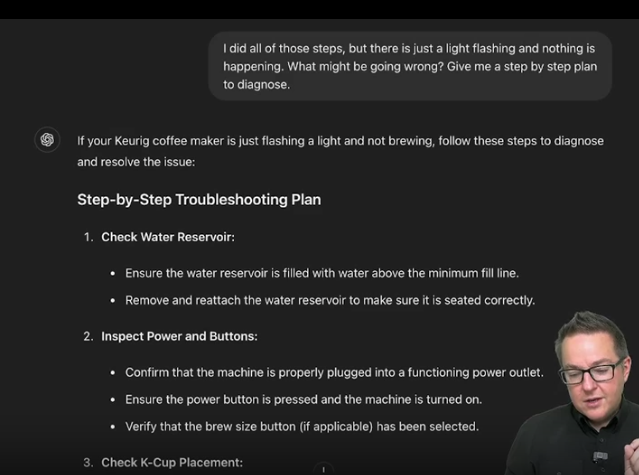 I did all of those steps, but there is just a light flashing and nothing is
happening. What might be going wrong? Give me a step by step plan
to diagnose.
If your Keurig coffee maker is just flashing a light and not brewing, follow these steps to diagnose
and resolve the issue:
Step-by-Step Troubleshooting Plan
1. Check Water Reservoir:
• Ensure the water reservoir is filled with water above the minimum fill line.
• Remove and reattach the water reservoir to make sure it is seated correctly.
2. Inspect Power and Buttons:
• Confirm that the machine is properly plugged into a functioning power outlet.
• Ensure the power button is pressed and the machine is turned on.
• Verify that the brew size button (if applicable) has been selected.
3. Check K-Cup Placement: